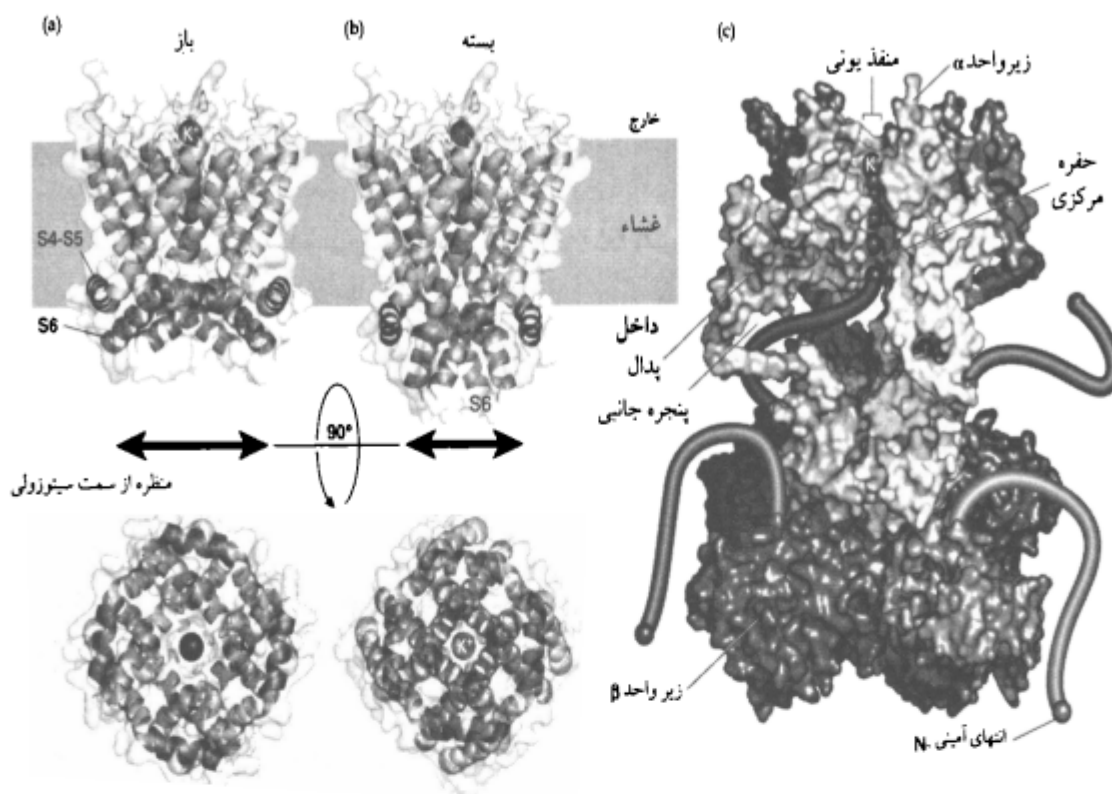 (a)
باز
K
S4-S5
S6
(b)
بسته
خارج
غشاء
داخل
S6
90°
منظره از سمت سیتوزولی
K
(c)
منفذ یونی
زیرواحد α
K
حفره
مرکزی
پدال
پنجره جانبی
زیر واحد β
انتهای آمینی -N